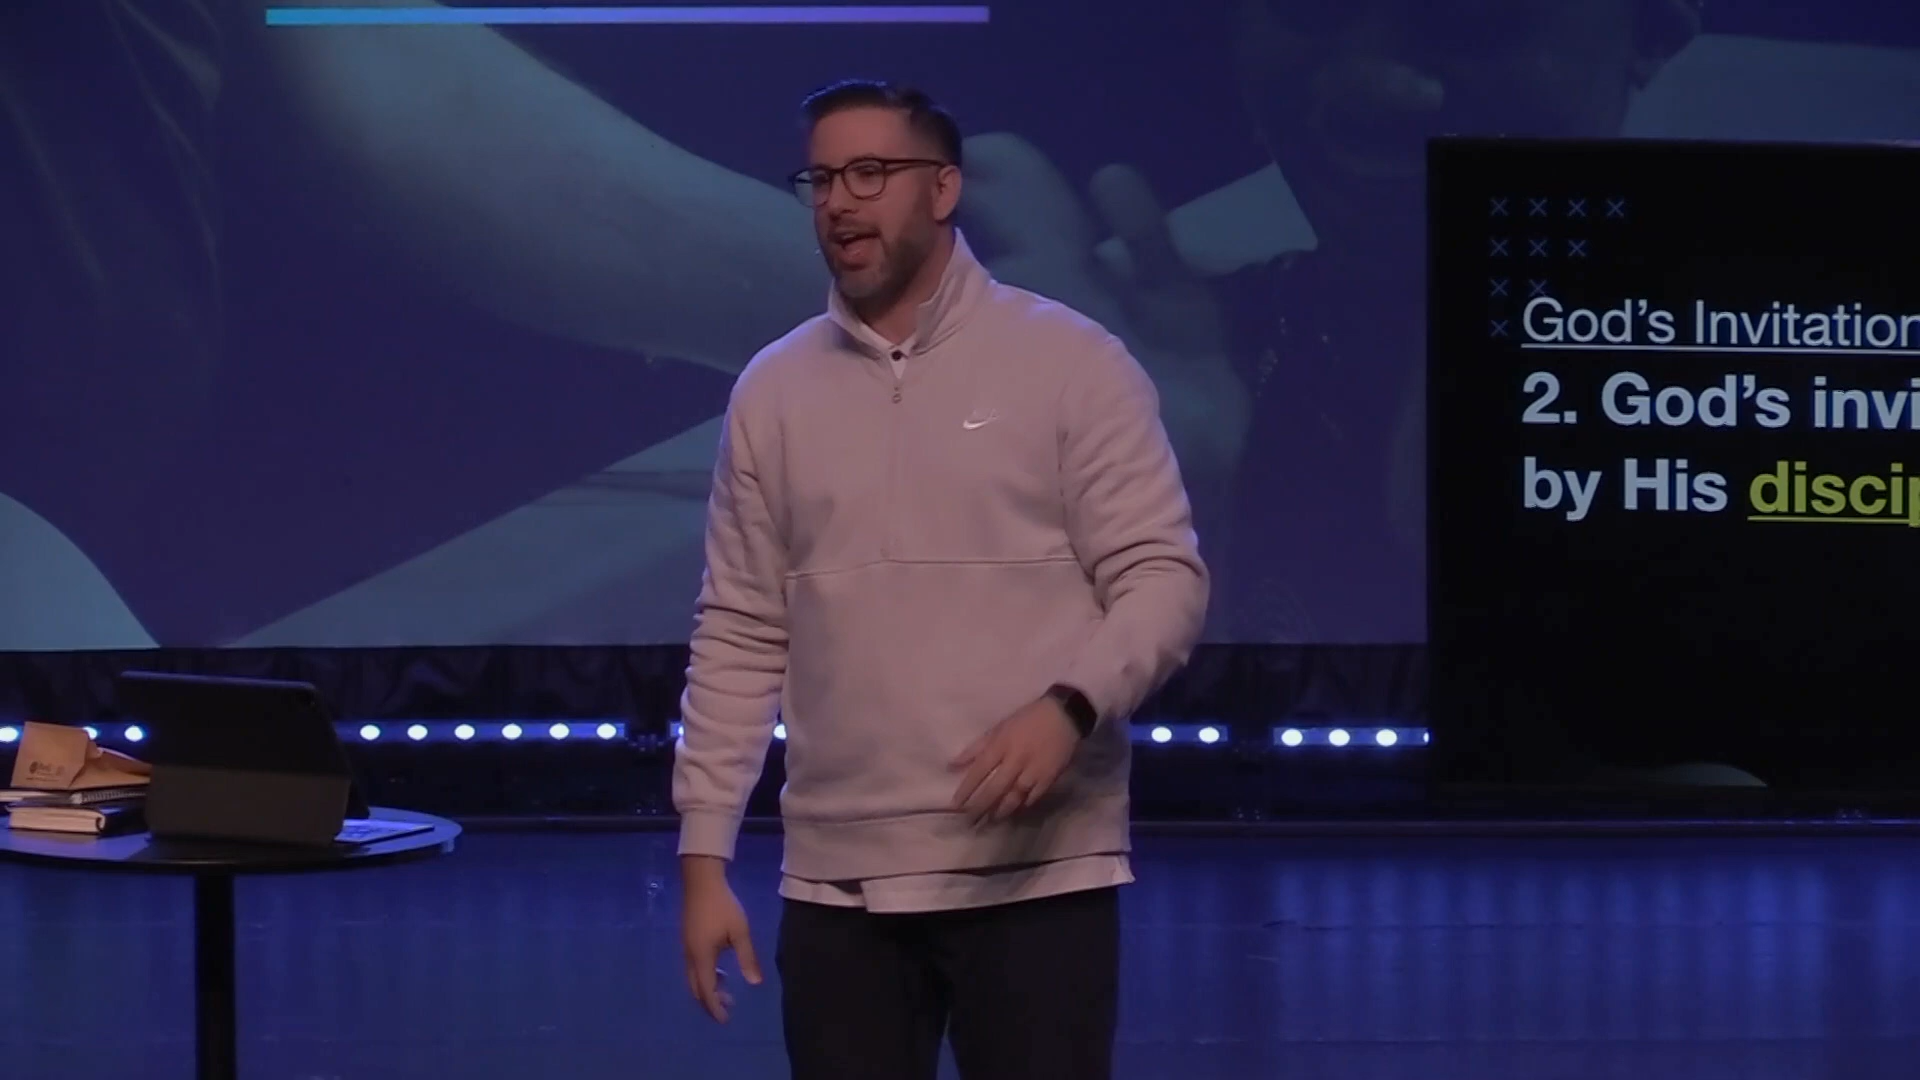 God’s Invitation
2. God’s invi
by His discip